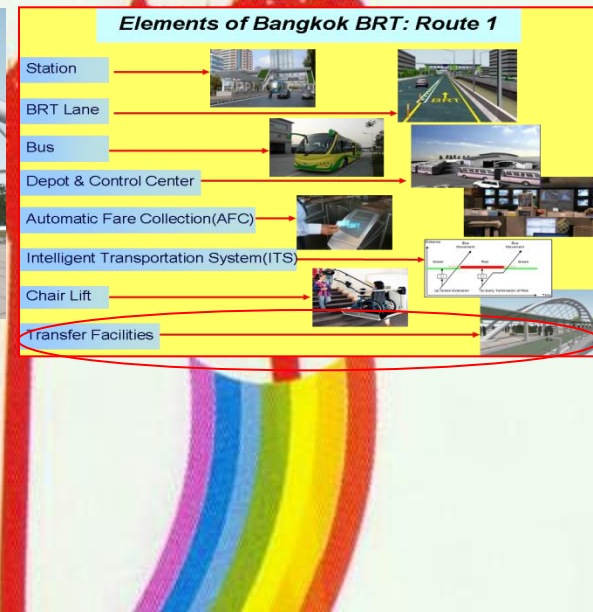 Elements of Bangkok BRT: Route 1
Station
BRT Lane
BRT
Bus
Depot & Control Center
Automatic Fare Collection(AFC)
Intelligent Transportation System(ITS)
Chair Lift
Transfer Facilities